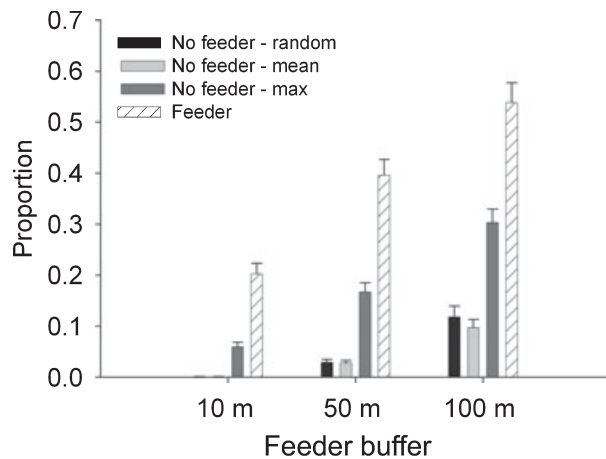 0.7
0.6
0.5
0.4
0.3
0.2
0.1
0.0
Proportion
No feeder - random
No feeder - mean
No feeder - max
Feeder
10 m 50 m 100 m
Feeder buffer